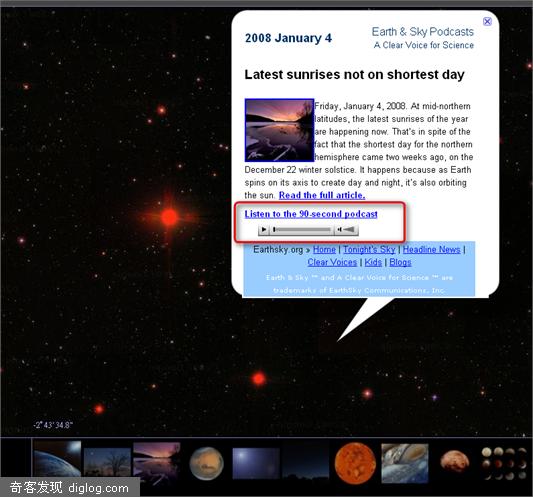 2008 January 4
Earth & Sky Podcasts
A Clear Voice for Science
Latest sunrises not on shortest day
Friday, January 4, 2008. At mid-northern
latitudes, the latest sunrises of the year
are happening now. That's in spite of the
fact that the shortest day for the northern
hemisphere came two weeks ago, on the
December 22 winter solstice. It happens because as Earth
spins on its axis to create day and night, it's also orbiting
the sun. Read the full article.
Listen to the 90-second podcast
Earthsky.org » Home | Tonight's Sky | Headline News |
Clear Voices | Kids | Blogs
Earth & Sky ™ and A Clear Voice for Science ™ are
trademarks of EarthSky Communications, Inc.
-2°43'34.8"
奇客发现 diglog.com